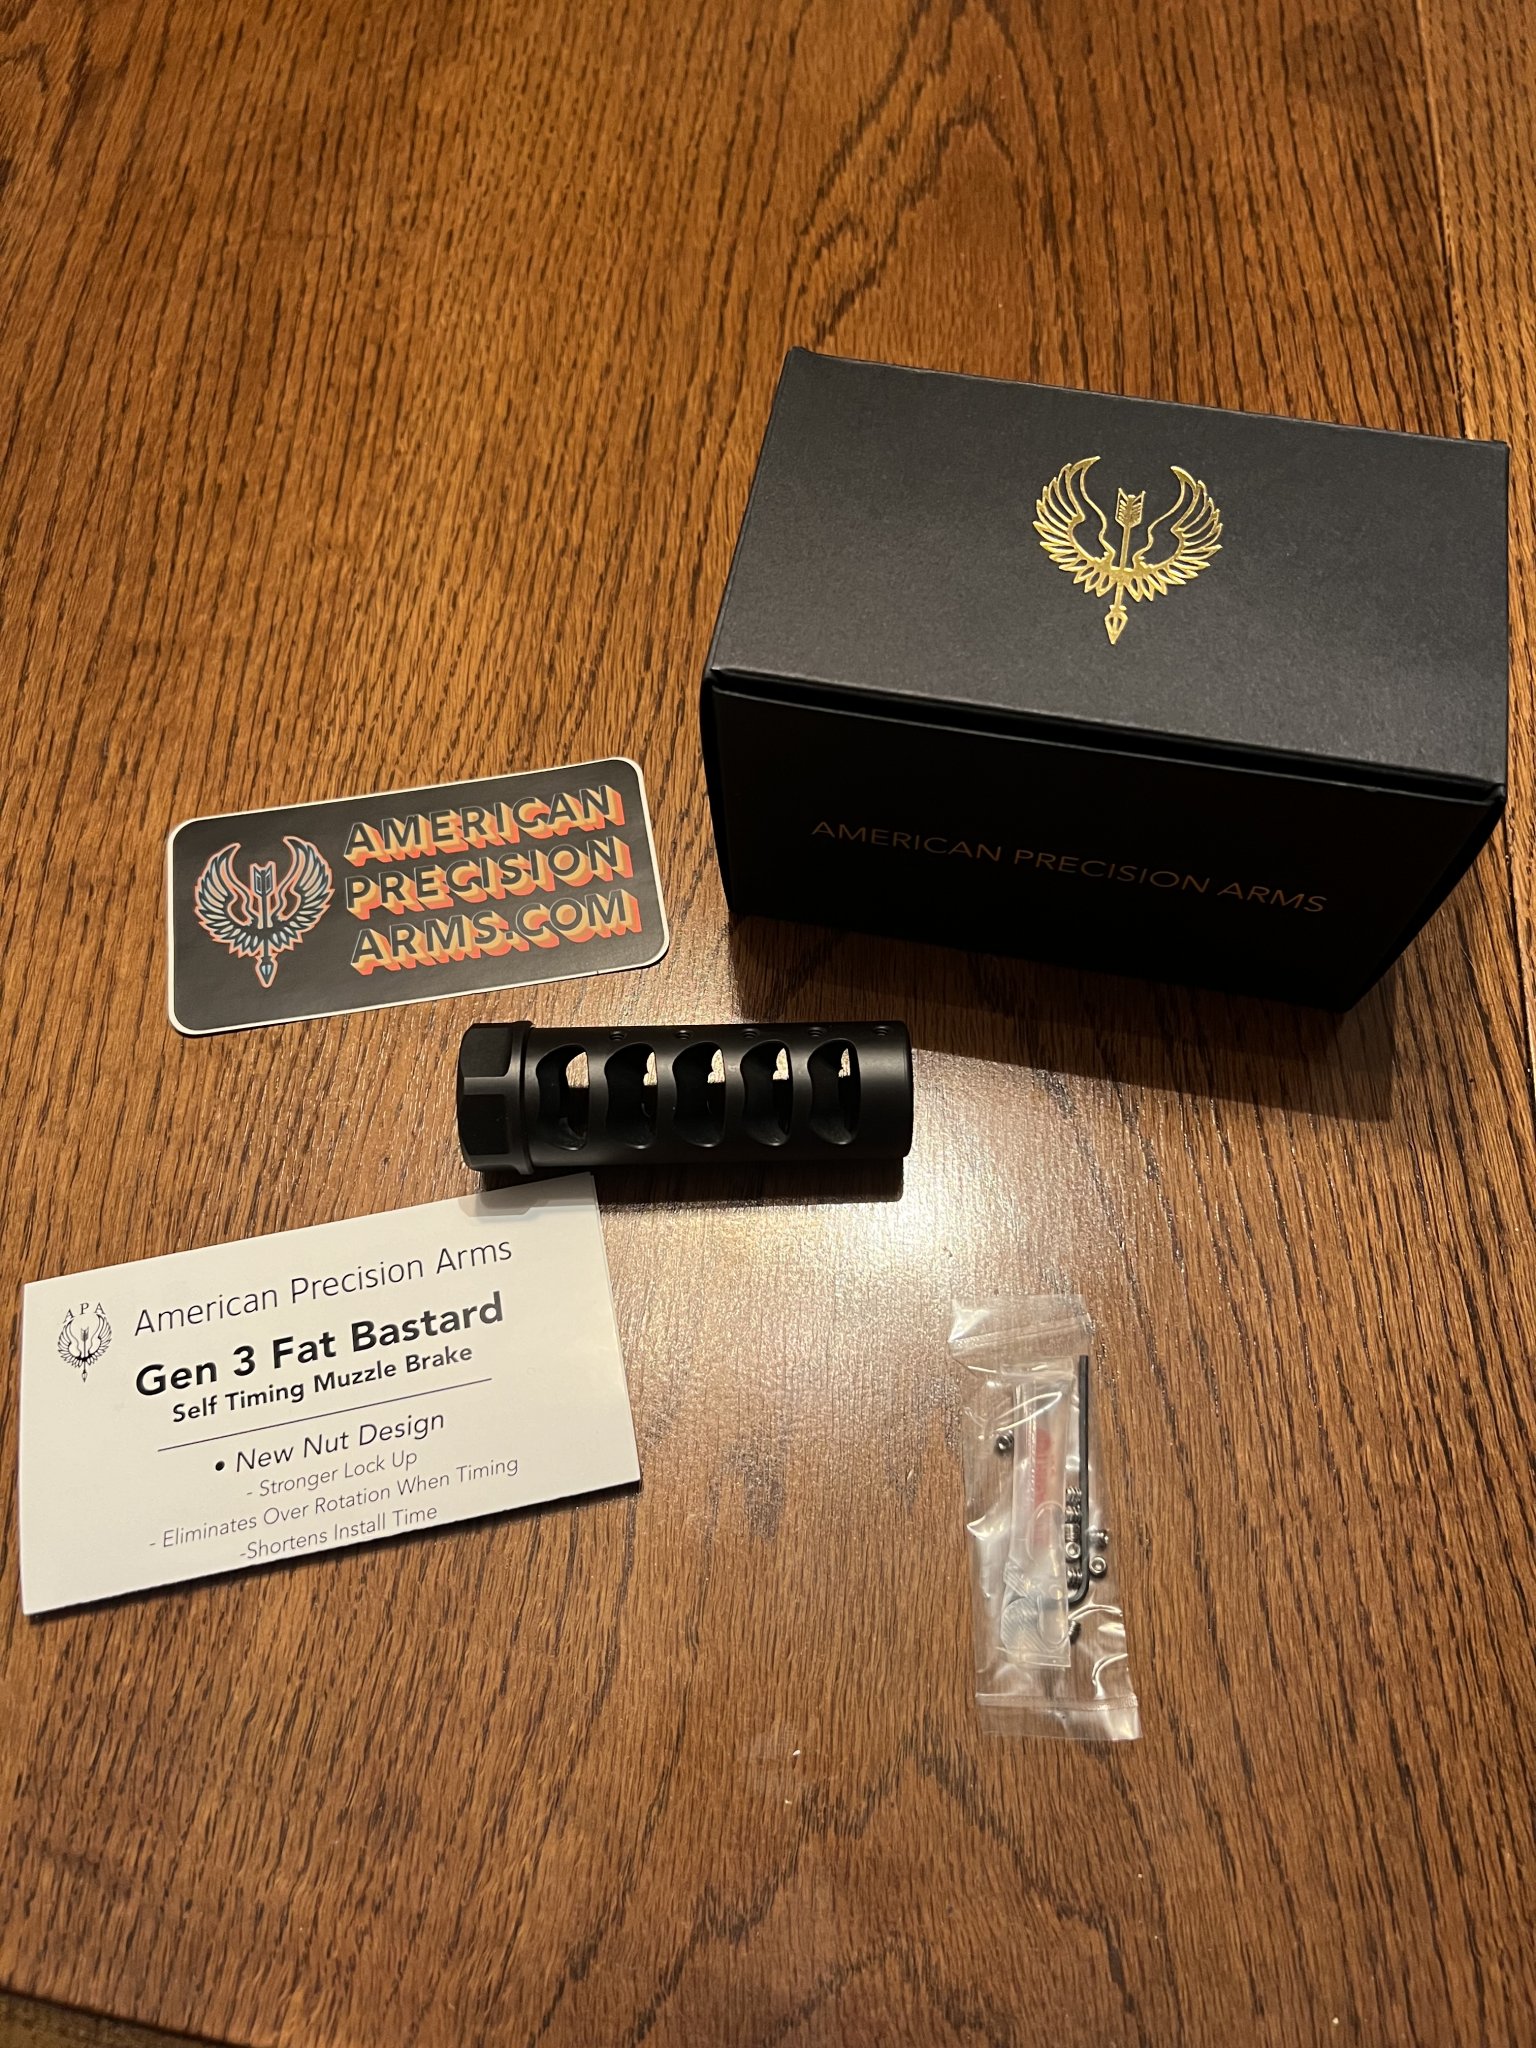 AMERICAN PRECISION ARMS
AMERICAN
PRECISION
ARMS.COM
APA
American Precision Arms
Gen 3 Fat Bastard
Self Timing Muzzle Brake
• New Nut Design
- Stronger Lock Up
- Eliminates Over Rotation When Timing
-Shortens Install Time